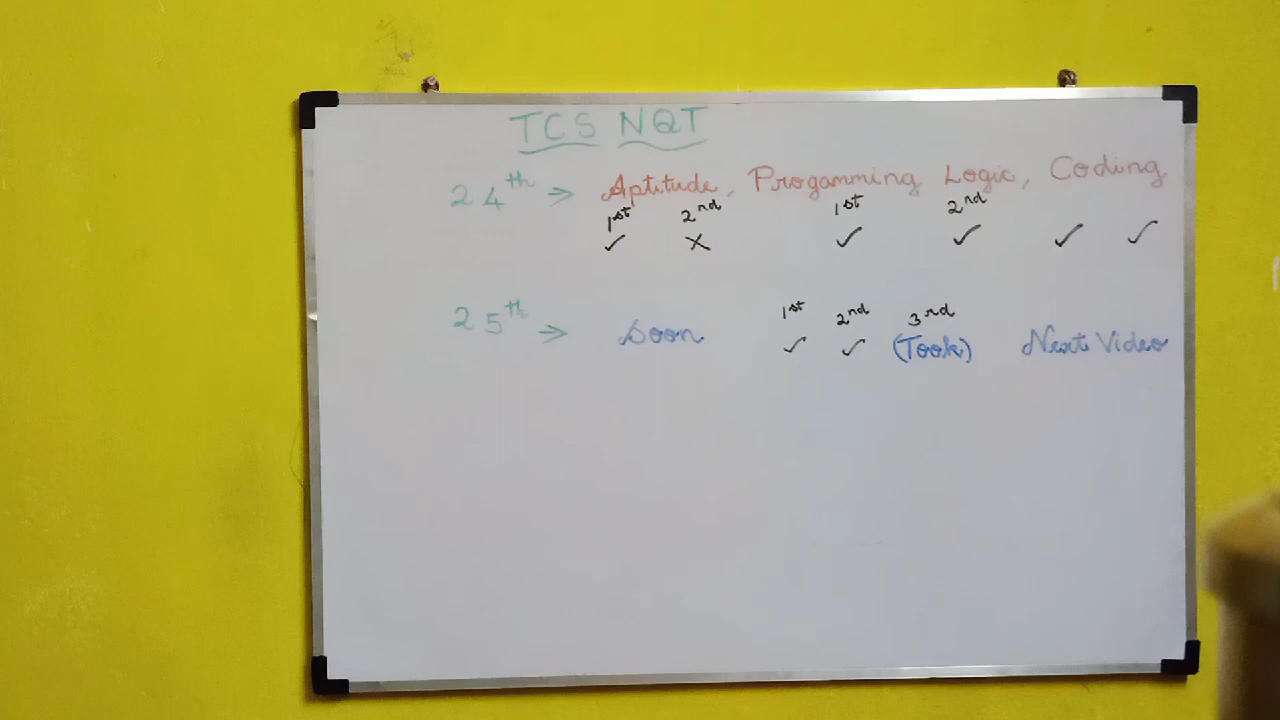 TCS NQT
24th → Aptitude, Progamming Logic, Coding
1st 2nd 1st 2nd
✓ ✗ ✓ ✓ ✓ ✓
25th → Soon 1st 2nd 3rd
✓ ✓ (Took) Next Video